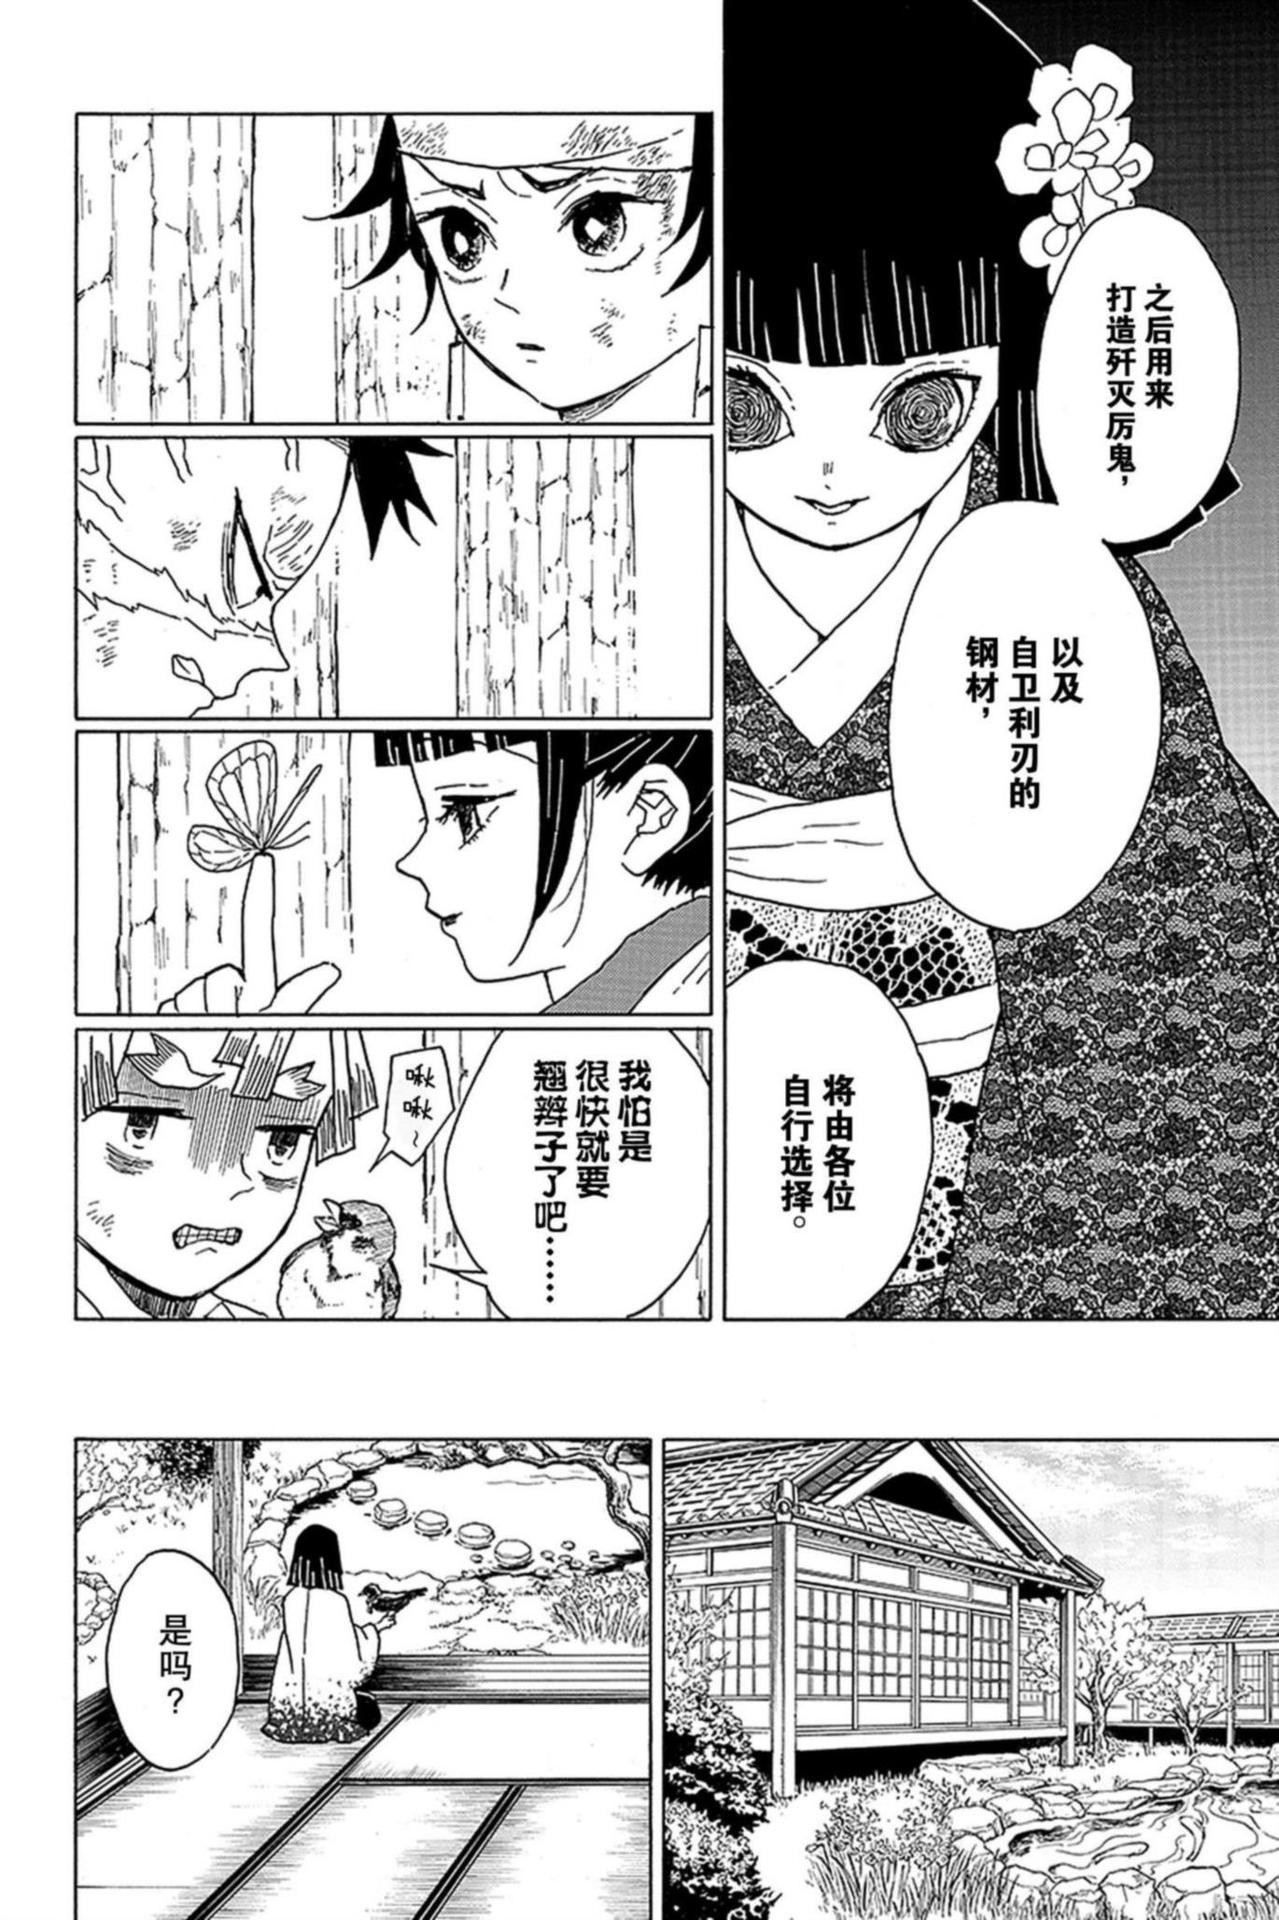 之后用来
打造歼灭厉鬼，
以及
自卫利刃的
钢材，
将由各位
自行选择。
我怕是
很快就要
翘辫子了吧……
啾
啾~
是吗？